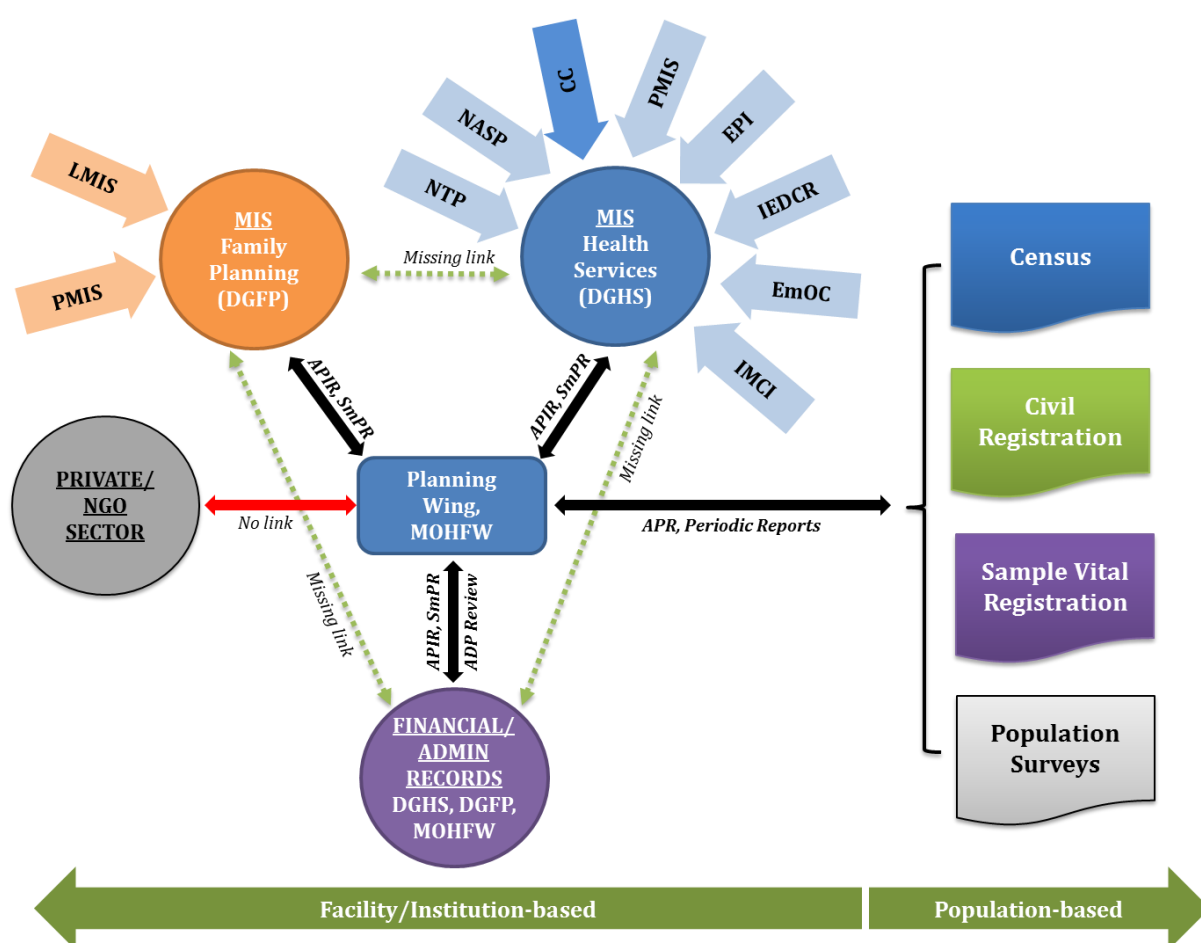 CC
PMIS
NASP
EPI
NTP
IEDCR
LMIS
PMIS
EmOC
IMCI
MIS
Family
Planning
(DGFP)
Missing link
MIS
Health
Services
(DGHS)
APIR, SmPR
APIR, SmPR
Missing link
Missing link
PRIVATE/
NGO
SECTOR
No link
Planning
Wing,
MOHFW
APR, Periodic Reports
APIR, SmPR
ADP Review
FINANCIAL/
ADMIN
RECORDS
DGHS, DGFP,
MOHFW
Census
Civil
Registration
Sample Vital
Registration
Population
Surveys
Facility/Institution-based
Population-based